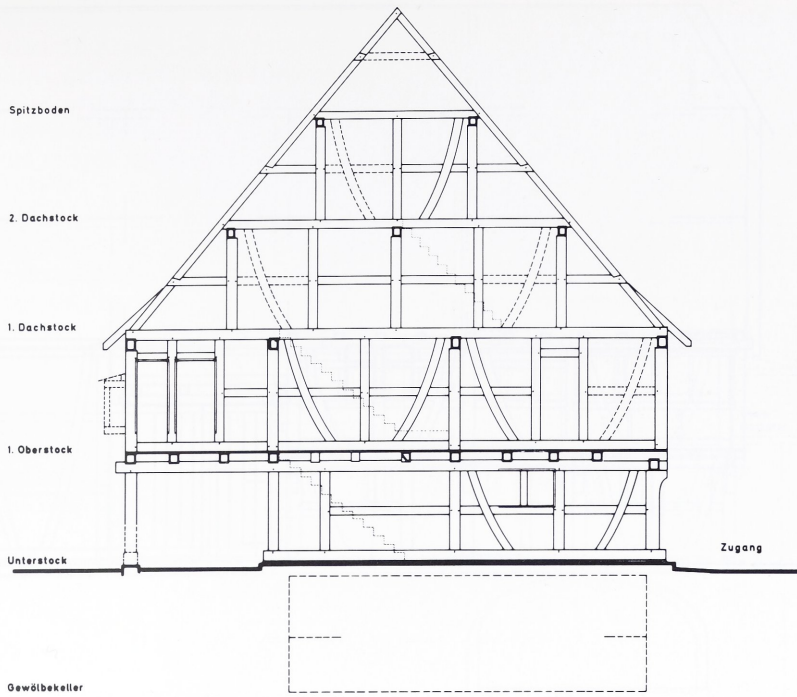 Spitzboden
2. Dachstock
1. Dachstock
1. Oberstock
Unterstock
Zugang
Gewölbekeller